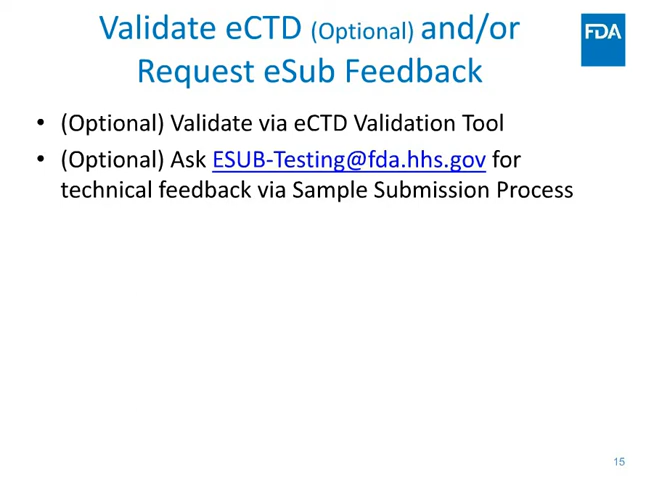 Validate eCTD (Optional) and/or
Request eSub Feedback
FDA
• (Optional) Validate via eCTD Validation Tool
• (Optional) Ask ESUB-Testing@fda.hhs.gov for
technical feedback via Sample Submission Process
15